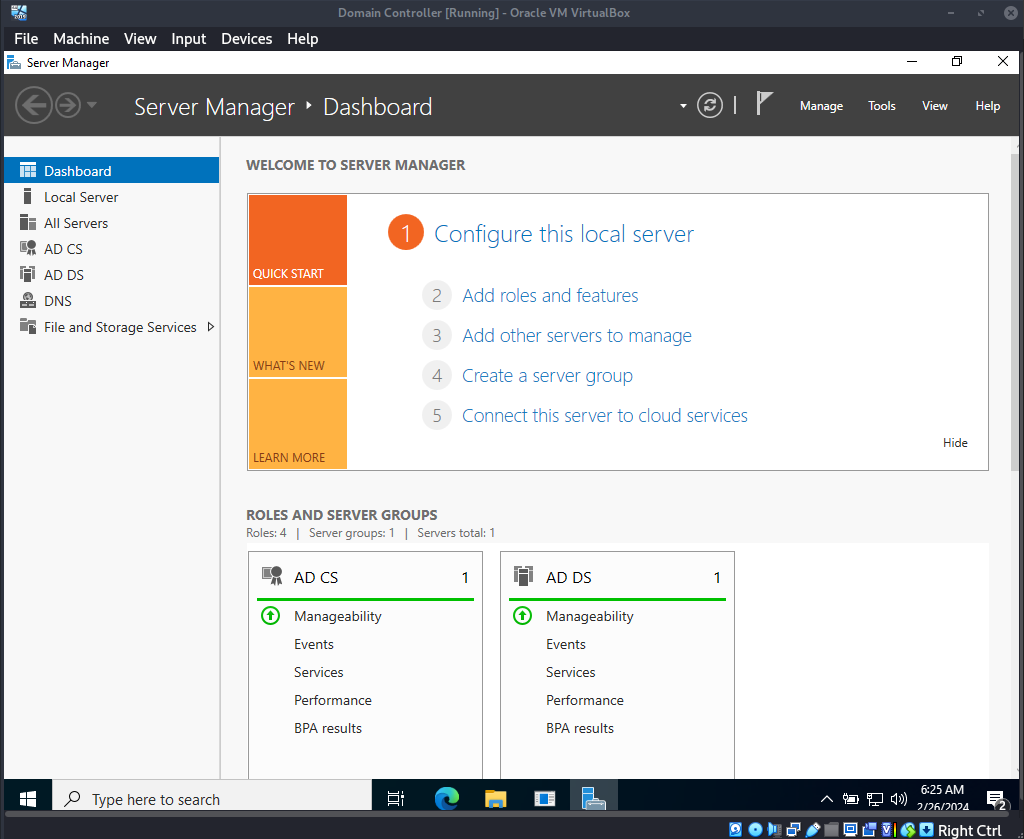 Domain Controller [Running] - Oracle VM VirtualBox
File Machine View Input Devices Help
Server Manager
Server Manager Dashboard
Manage Tools View Help
Dashboard
Local Server
All Servers
AD CS
AD DS
DNS
File and Storage Services
WELCOME TO SERVER MANAGER
QUICK START
WHAT'S NEW
LEARN MORE
1 Configure this local server
2 Add roles and features
3 Add other servers to manage
4 Create a server group
5 Connect this server to cloud services
Hide
ROLES AND SERVER GROUPS
Roles: 4 | Server groups: 1 | Servers total: 1
AD CS 1
Manageability
Events
Services
Performance
BPA results
AD DS 1
Manageability
Events
Services
Performance
BPA results
Type here to search
6:25 AM
2/26/2024
2
Right Ctrl